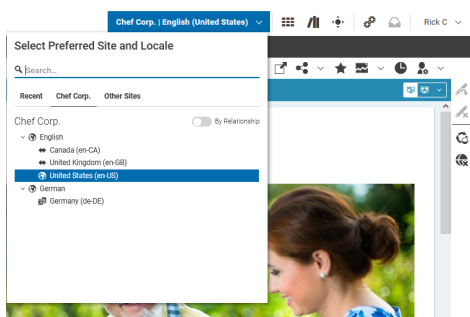 Chef Corp. | English (United States)
Rick C
Select Preferred Site and Locale
Search...
Recent Chef Corp. Other Sites
Chef Corp. By Relationship
English
Canada (en-CA)
United Kingdom (en-GB)
United States (en-US)
German
Germany (de-DE)